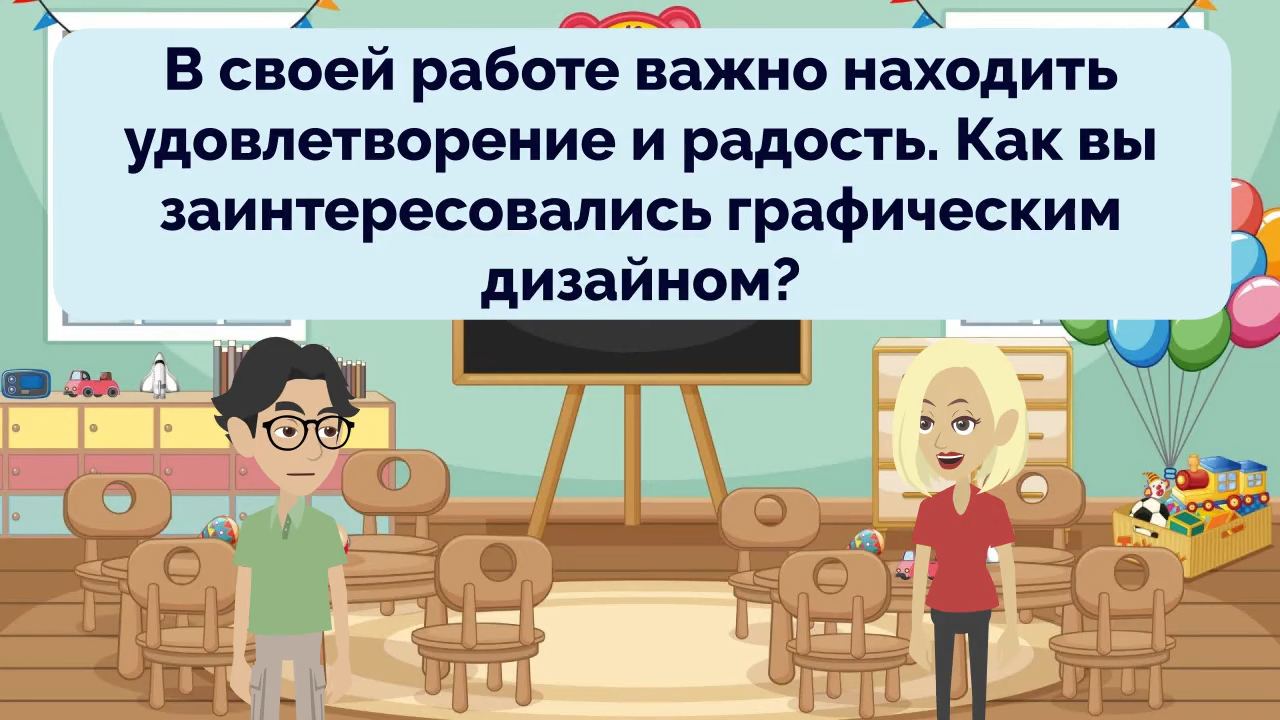 В своей работе важно находить
удовлетворение и радость. Как вы
заинтересовались графическим
дизайном?